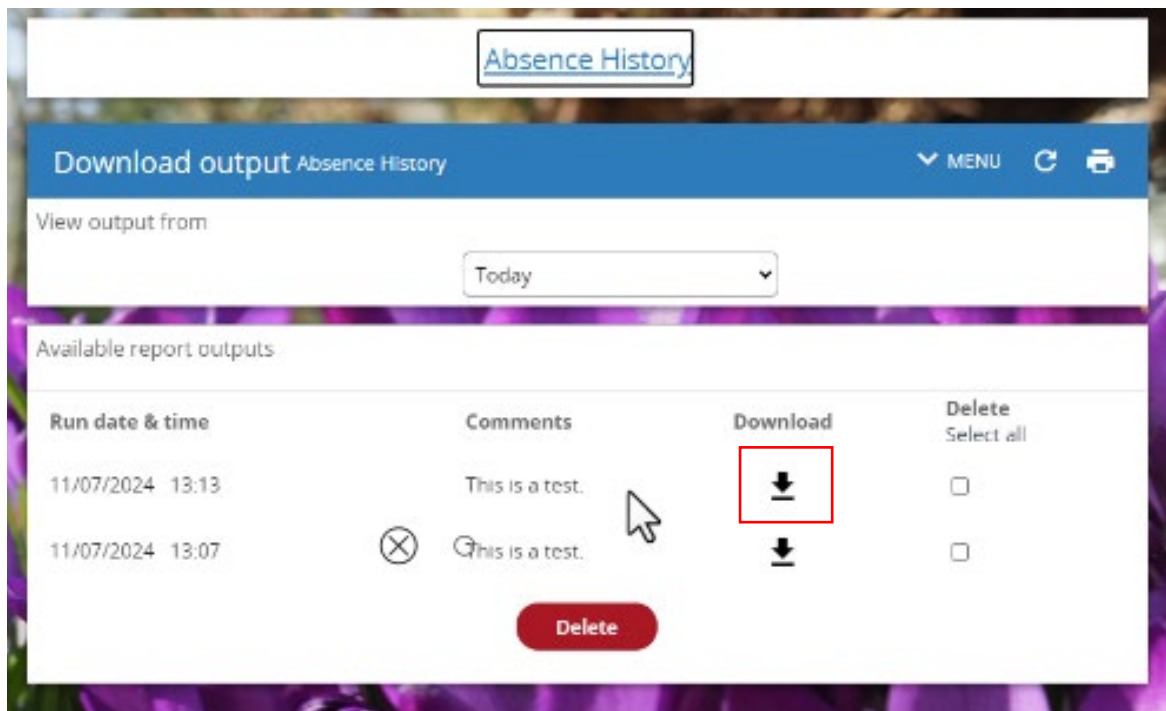 Absence History
Download output Absence History MENU
View output from
Today
Available report outputs
Run date & time Comments Download Delete
Select all
11/07/2024 13:13 This is a test.
11/07/2024 13:07 This is a test.
Delete